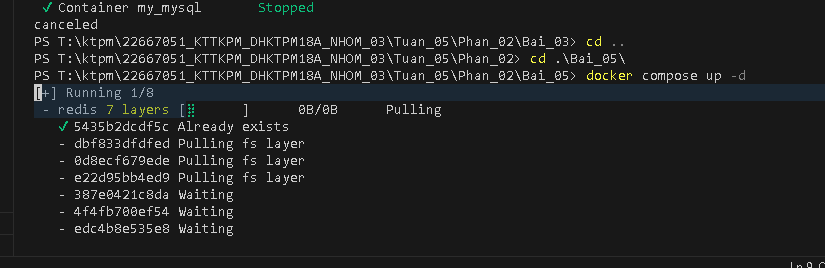 ✔ Container my_mysql Stopped
canceled
PS T:\ktpm\22667051_KTTKPM_DHKTPM18A_NHOM_03\Tuan_05\Phan_02\Bai_03> cd ..
PS T:\ktpm\22667051_KTTKPM_DHKTPM18A_NHOM_03\Tuan_05\Phan_02> cd .\Bai_05\
PS T:\ktpm\22667051_KTTKPM_DHKTPM18A_NHOM_03\Tuan_05\Phan_02\Bai_05> docker compose up -d
[+] Running 1/8
- redis 7 layers [⣿ ] 0B/0B Pulling
✔ 5435b2dcdf5c Already exists
- dbf833dfdfed Pulling fs layer
- 0d8ecf679ede Pulling fs layer
- e22d95bb4ed9 Pulling fs layer
- 387e0421c8da Waiting
- 4f4fb700ef54 Waiting
- edc4b8e535e8 Waiting